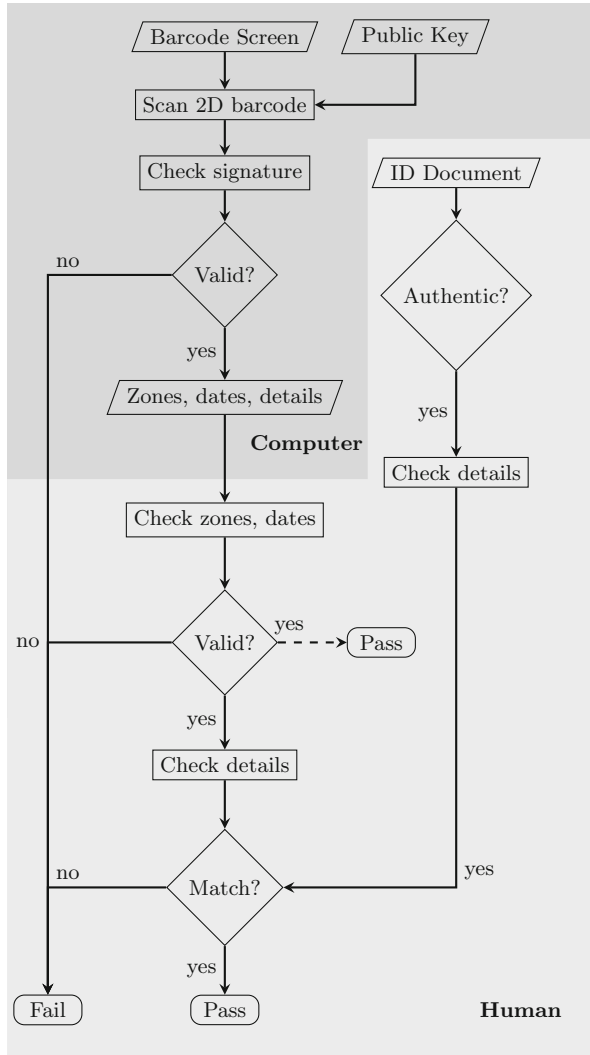 Barcode Screen
Public Key
Scan 2D barcode
Check signature
ID Document
no
Valid?
Authentic?
yes
Zones, dates, details
yes
Computer
Check details
Check zones, dates
no
Valid?
yes
Pass
yes
Check details
no
Match?
yes
yes
Fail
Pass
Human